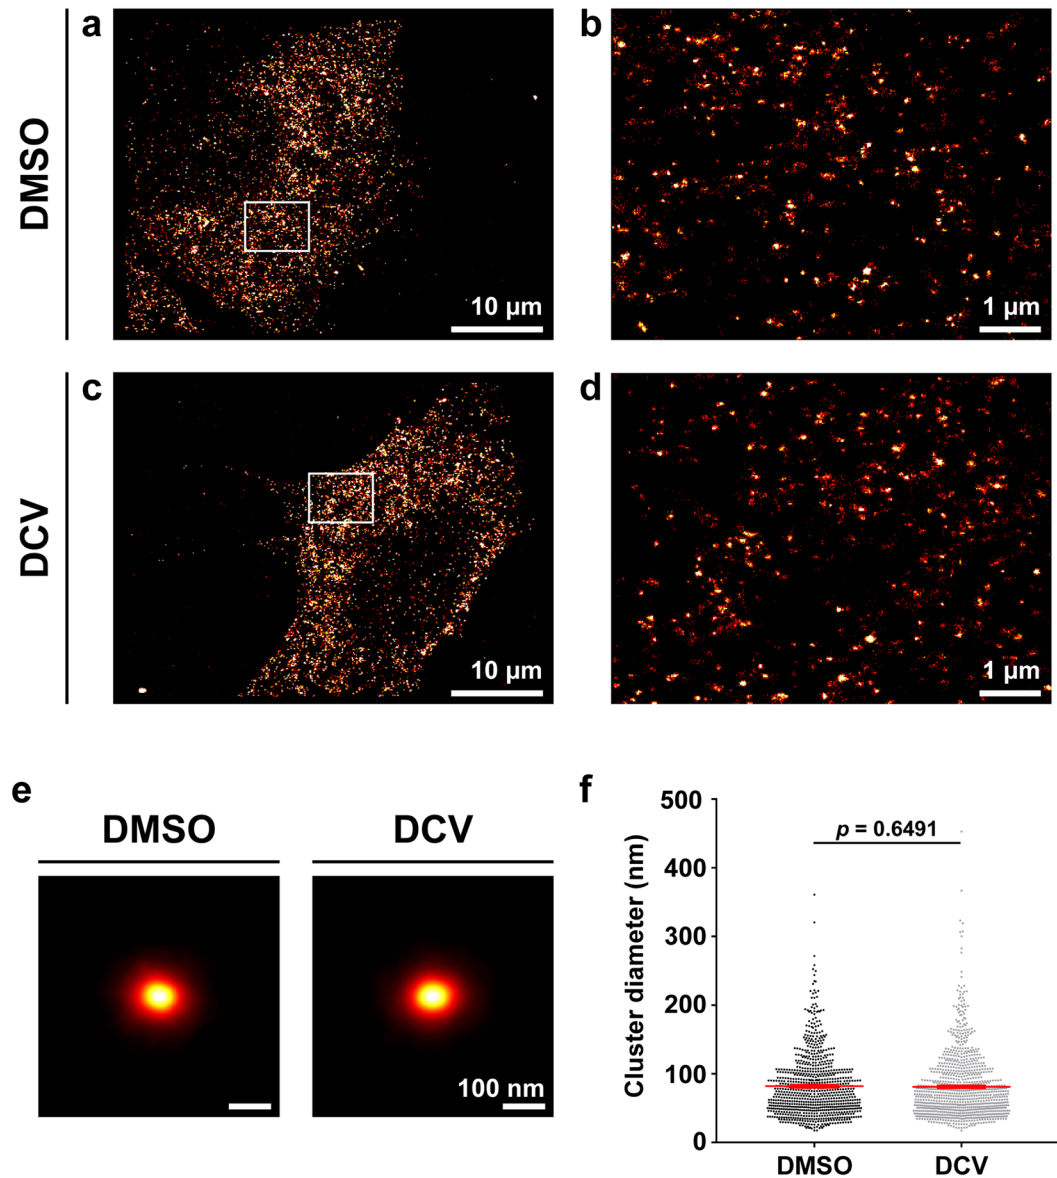 a
b
DMSO
10 µm
1 µm
c
d
DCV
10 µm
1 µm
e
DMSO
DCV
100 nm
f
500
400
300
200
100
0
Cluster diameter (nm)
p = 0.6491
DMSO
DCV